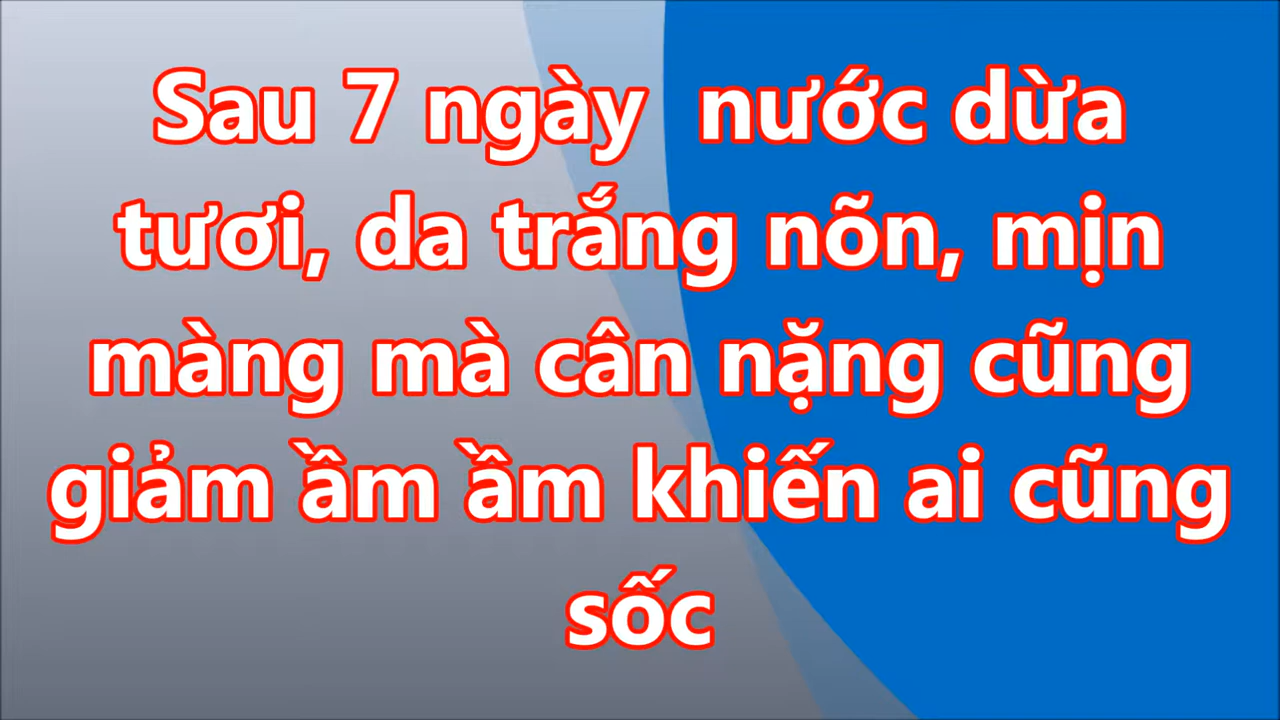 Sau 7 ngày  nước dừa
tươi, da trắng nõn, mịn
màng mà cân nặng cũng
giảm ầm ầm khiến ai cũng
sốc